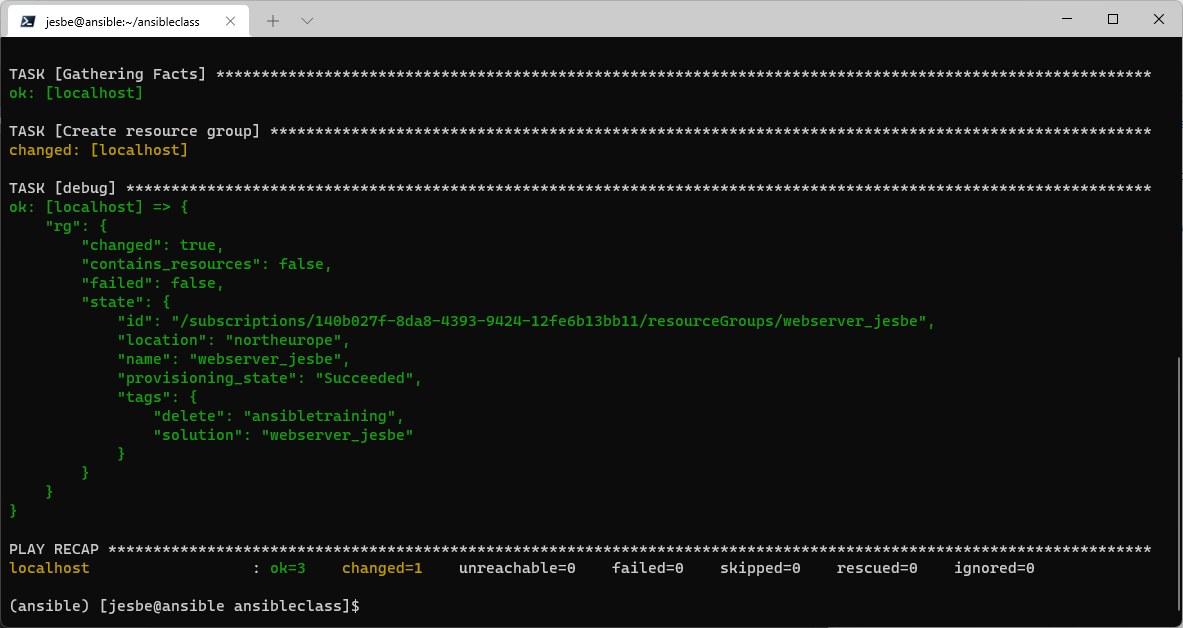 jesbe@ansible:~/ansibleclass
TASK [Gathering Facts] ********************************************************************************************************
ok: [localhost]
TASK [Create resource group] **************************************************************************************************
changed: [localhost]
TASK [debug] ******************************************************************************************************************
ok: [localhost] => {
    "rg": {
        "changed": true,
        "contains_resources": false,
        "failed": false,
        "state": {
            "id": "/subscriptions/140b027f-8da8-4393-9424-12fe6b13bb11/resourceGroups/webserver_jesbe",
            "location": "northeurope",
            "name": "webserver_jesbe",
            "provisioning_state": "Succeeded",
            "tags": {
                "delete": "ansibletraining",
                "solution": "webserver_jesbe"
            }
        }
    }
}
PLAY RECAP ********************************************************************************************************************
localhost                  : ok=3    changed=1    unreachable=0    failed=0    skipped=0    rescued=0    ignored=0
(ansible) [jesbe@ansible ansibleclass]$